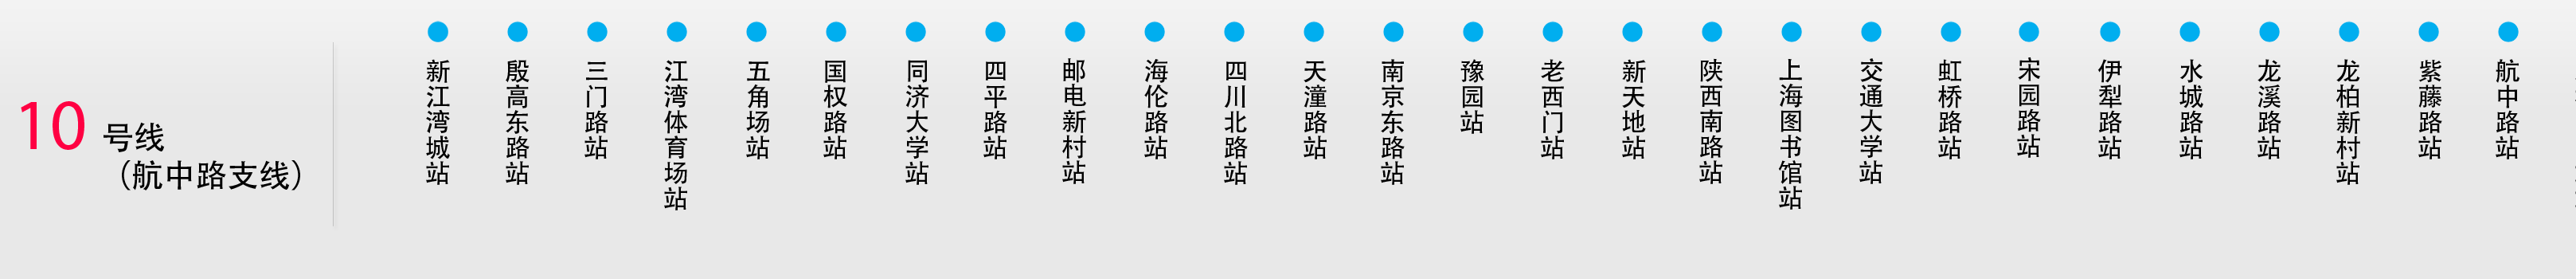 10号线
（航中路支线）
新江湾城站
殷高东路站
三门路站
江湾体育场站
五角场站
国权路站
同济大学站
四平路站
邮电新村站
海伦路站
四川北路站
天潼路站
南京东路站
豫园站
老西门站
新天地站
陕西南路站
上海图书馆站
交通大学站
虹桥路站
宋园路站
伊犁路站
水城路站
龙溪路站
龙柏新村站
紫藤路站
航中路站